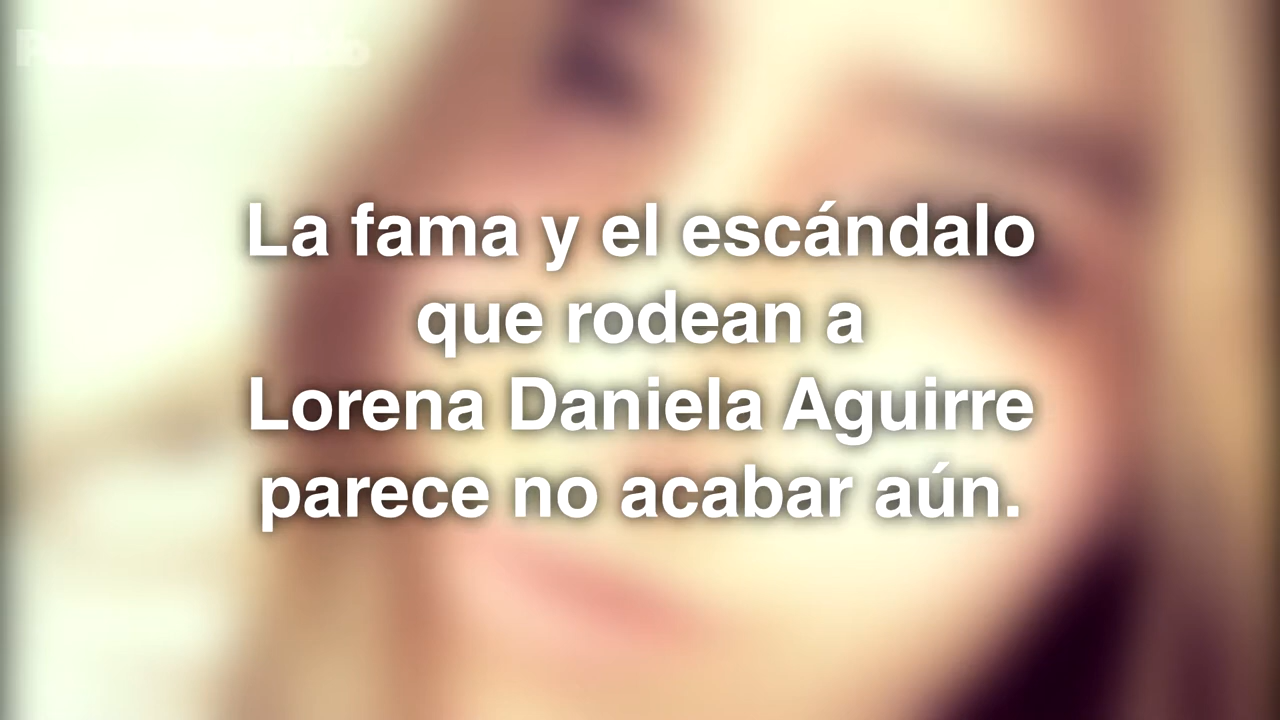 La fama y el escándalo
que rodean a
Lorena Daniela Aguirre
parece no acabar aún.